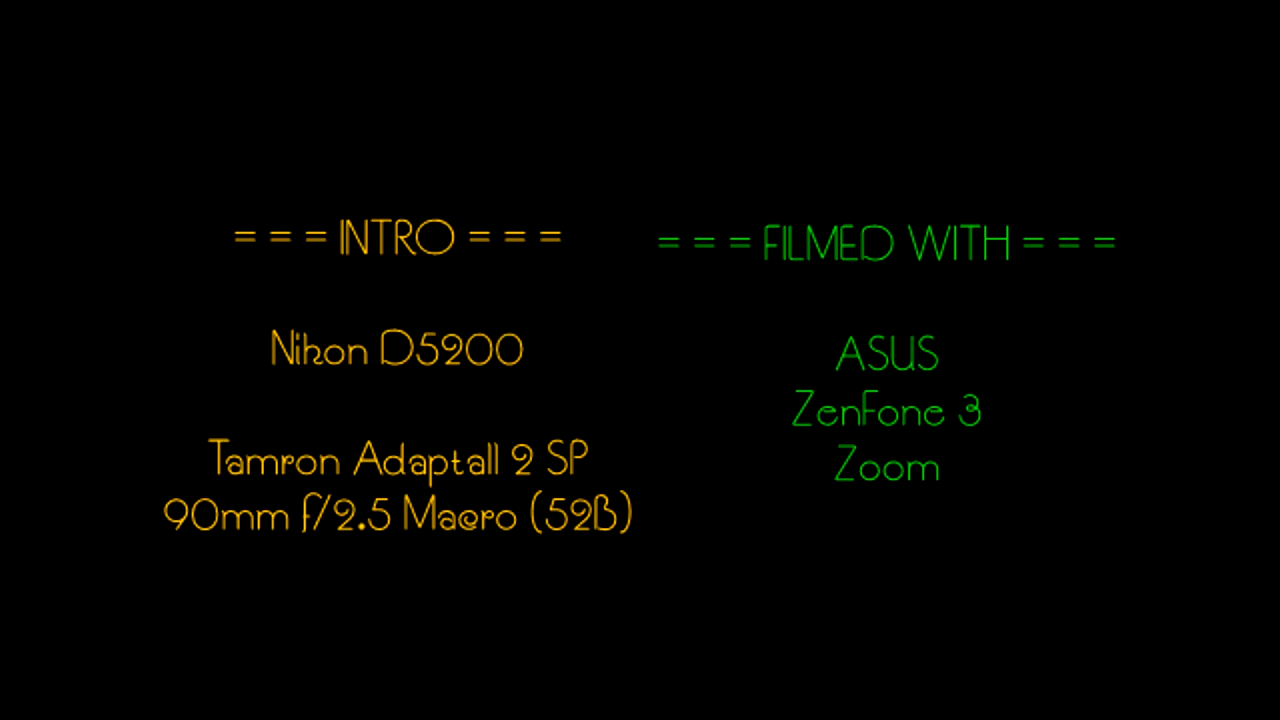 = = = INTRO = = =
Nikon D5200
Tamron Adaptall 2 SP
90mm f/2.5 Macro (52B)
= = = FILMED WITH = = =
ASUS
ZenFone 3
Zoom